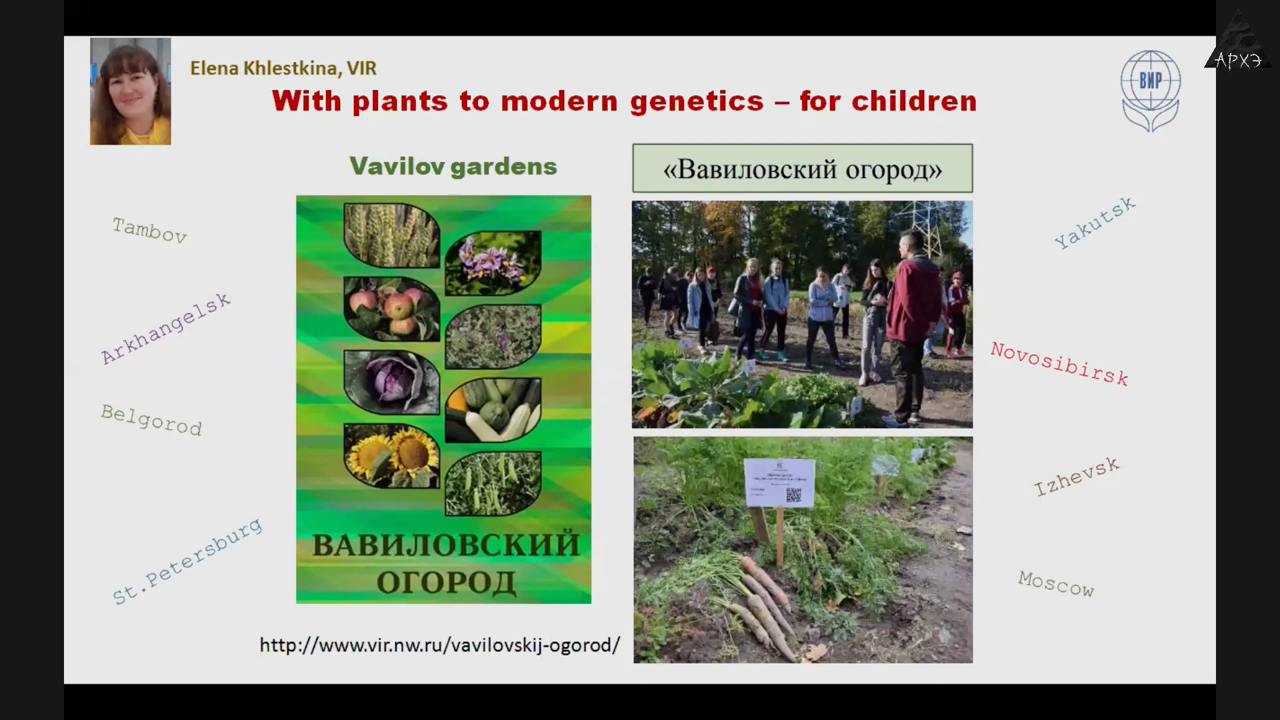 АРХЭ
Elena Khlestkina, VIR
With plants to modern genetics – for children
ВИР
Vavilov gardens
«Вавиловский огород»
Tambov
Arkhangelsk
Belgorod
St.Petersburg
ВАВИЛОВСКИЙ
ОГОРОД
http://www.vir.nw.ru/vavilovskij-ogorod/
Yakutsk
Novosibirsk
Izhevsk
Moscow